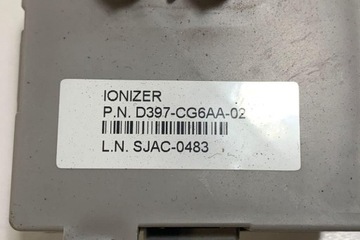 IONIZER
P.N. D397-CG6AA-02
L.N. SJAC-0483